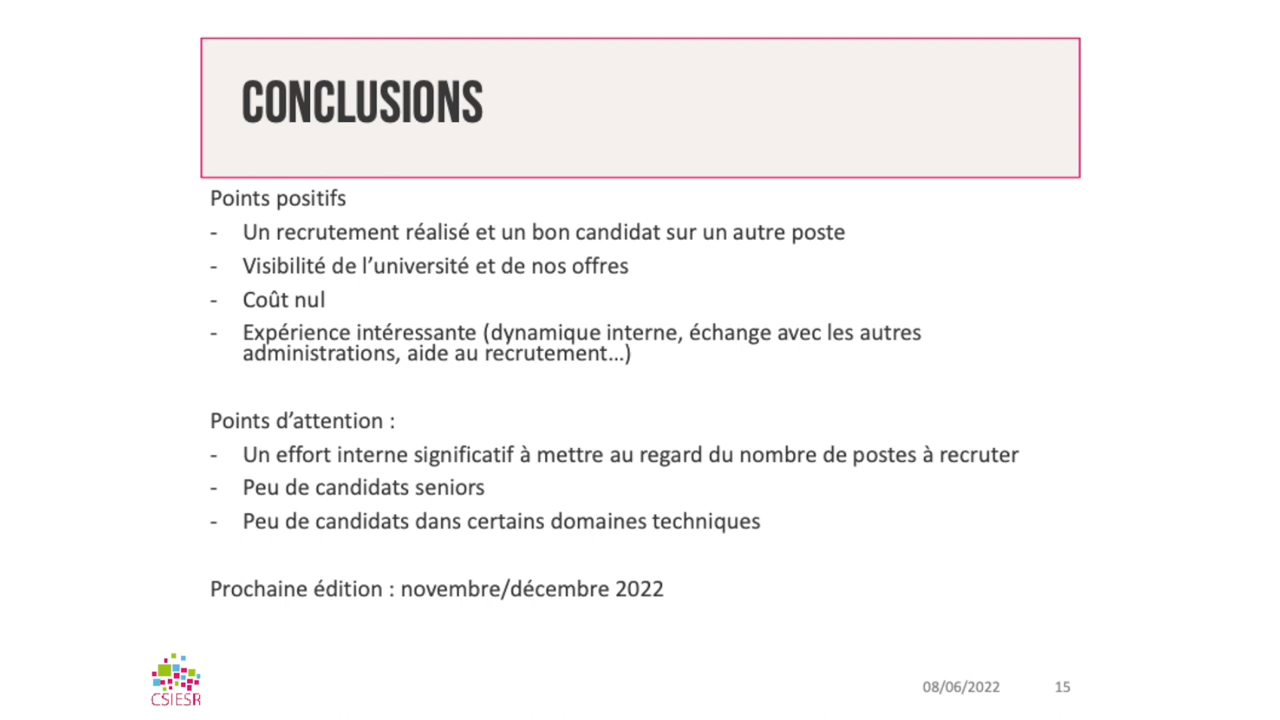 CONCLUSIONS
Points positifs
- Un recrutement réalisé et un bon candidat sur un autre poste
- Visibilité de l’université et de nos offres
- Coût nul
- Expérience intéressante (dynamique interne, échange avec les autres
administrations, aide au recrutement…)
Points d’attention :
- Un effort interne significatif à mettre au regard du nombre de postes à recruter
- Peu de candidats seniors
- Peu de candidats dans certains domaines techniques
Prochaine édition : novembre/décembre 2022
CSIESR
08/06/2022 15